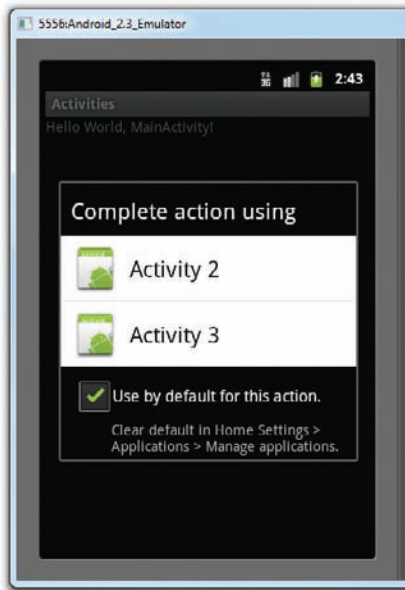 5556:Android_2.3_Emulator
3G 2:43
Activities
Hello World, MainActivity!
Complete action using
Activity 2
Activity 3
Use by default for this action.
Clear default in Home Settings >
Applications > Manage applications.